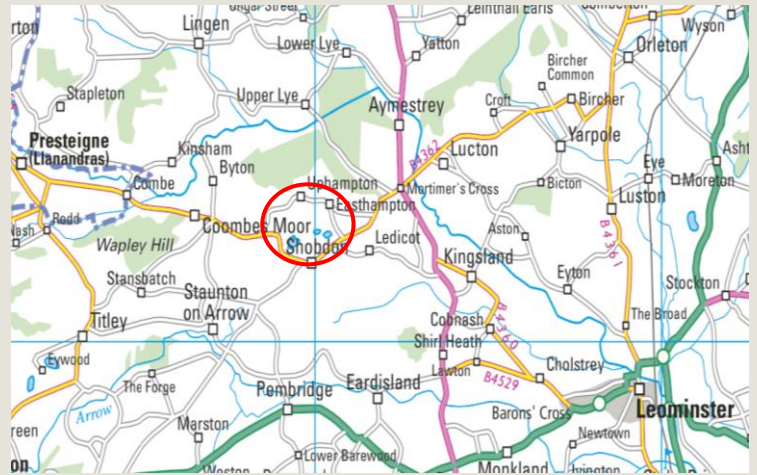 Lingen
Lower Lye
Yatton
Leinthall Earls
Wyson
Orleton
Bircher
Common
Stapleton
Upper Lye
Aymestrey
Croft
Bircher
Presteigne
(Llanandras)
Kinsham
Byton
B4362
Lucton
Yarpole
Eye
Combe
Uphampton
Easthampton
Mortimer's Cross
Bicton
Moreton
Luston
Coombes Moor
Wapley Hill
Shobdon
Ledicot
Aston
B4361
Kingsland
Stansbatch
Staunton
on Arrow
Eyton
Stockton
Titley
Cobnash
B4360
The Broad
Shirl Heath
Eywood
The Forge
Lawton
Cholstrey
B4529
Pembridge
Eardisland
Barons' Cross
Leominster
Arrow
Marston
Newtown
Lower Barewood
Monkland